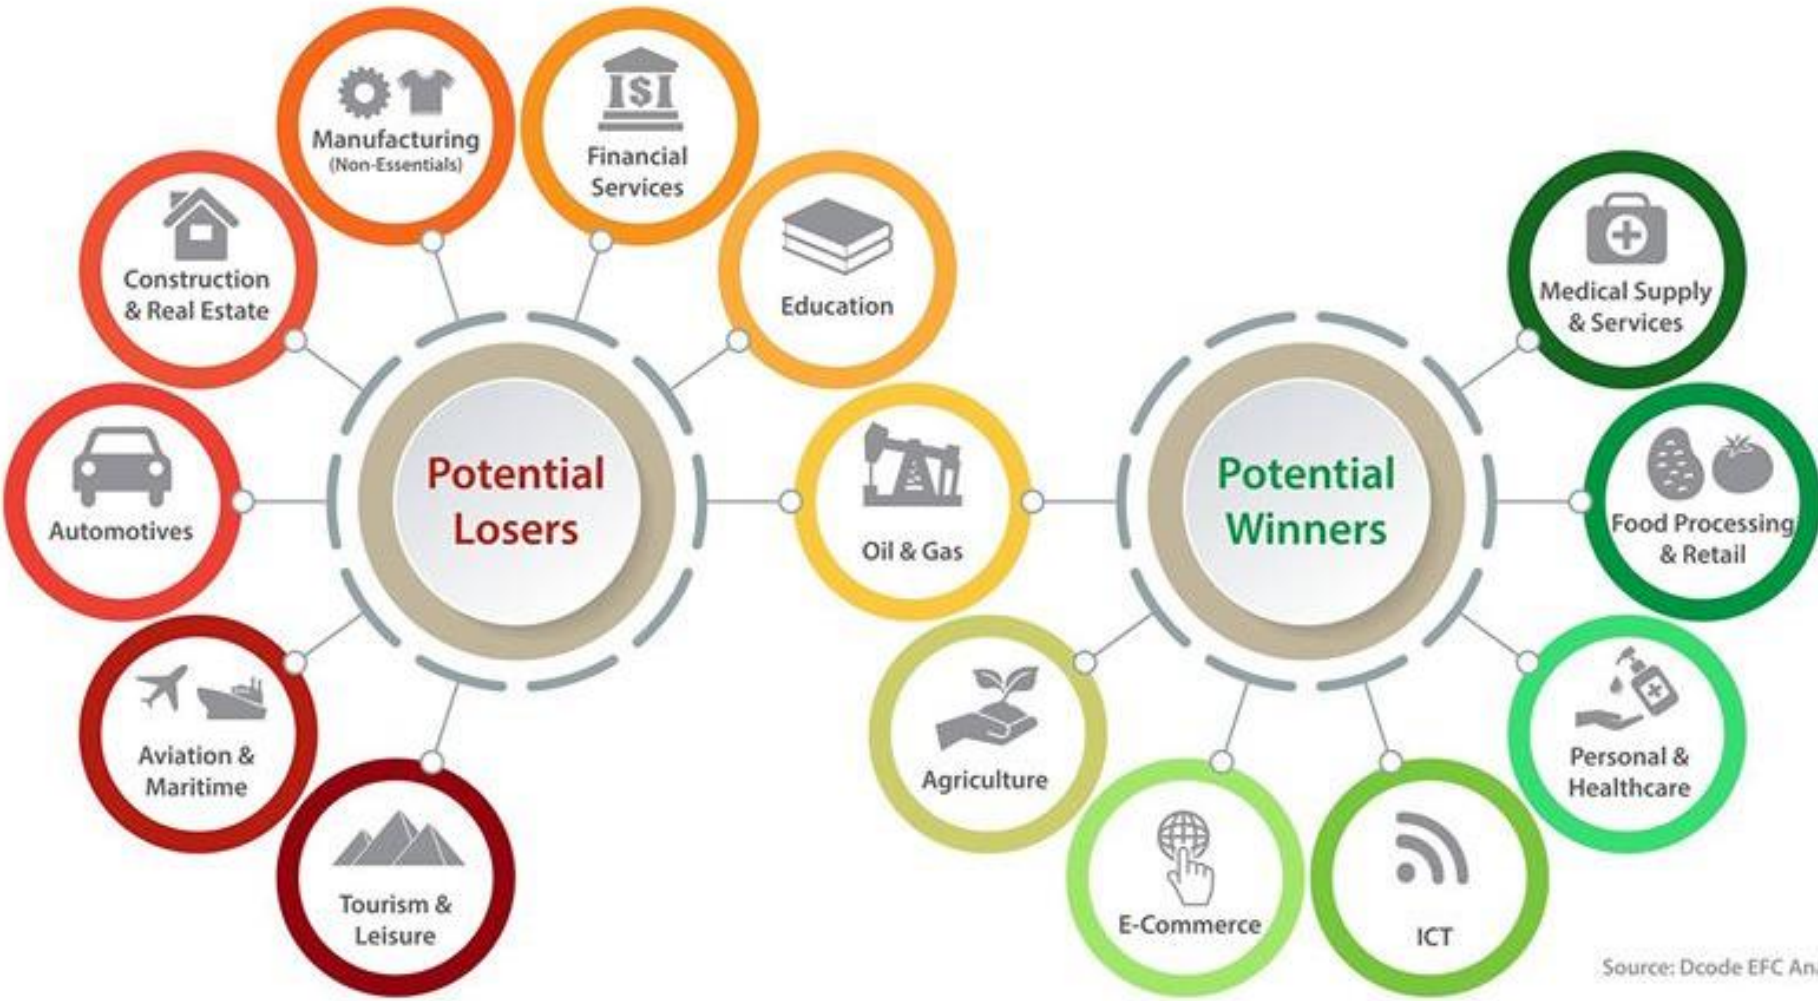 Manufacturing
(Non-Essentials)
$
Financial
Services
Construction
& Real Estate
Education
Medical Supply
& Services
Automotives
Potential
Losers
Oil & Gas
Potential
Winners
Food Processing
& Retail
Aviation &
Maritime
Agriculture
Personal &
Healthcare
Tourism &
Leisure
E-Commerce
ICT
Source: Dcode EFC